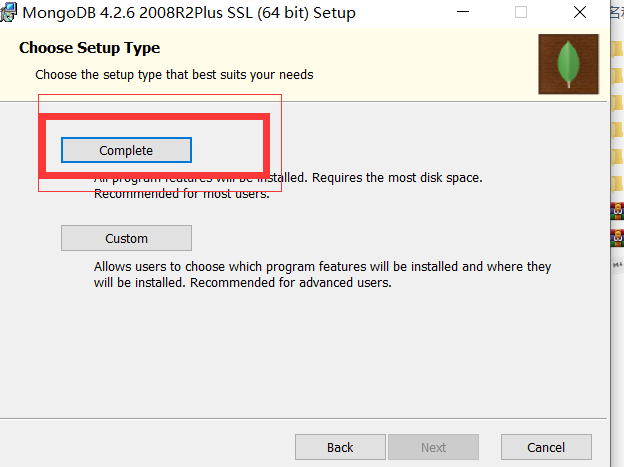 MongoDB 4.2.6 2008R2Plus SSL (64 bit) Setup
Choose Setup Type
Choose the setup type that best suits your needs
Complete
All program features will be installed. Requires the most disk space.
Recommended for most users.
Custom
Allows users to choose which program features will be installed and where they
will be installed. Recommended for advanced users.
Back
Next
Cancel